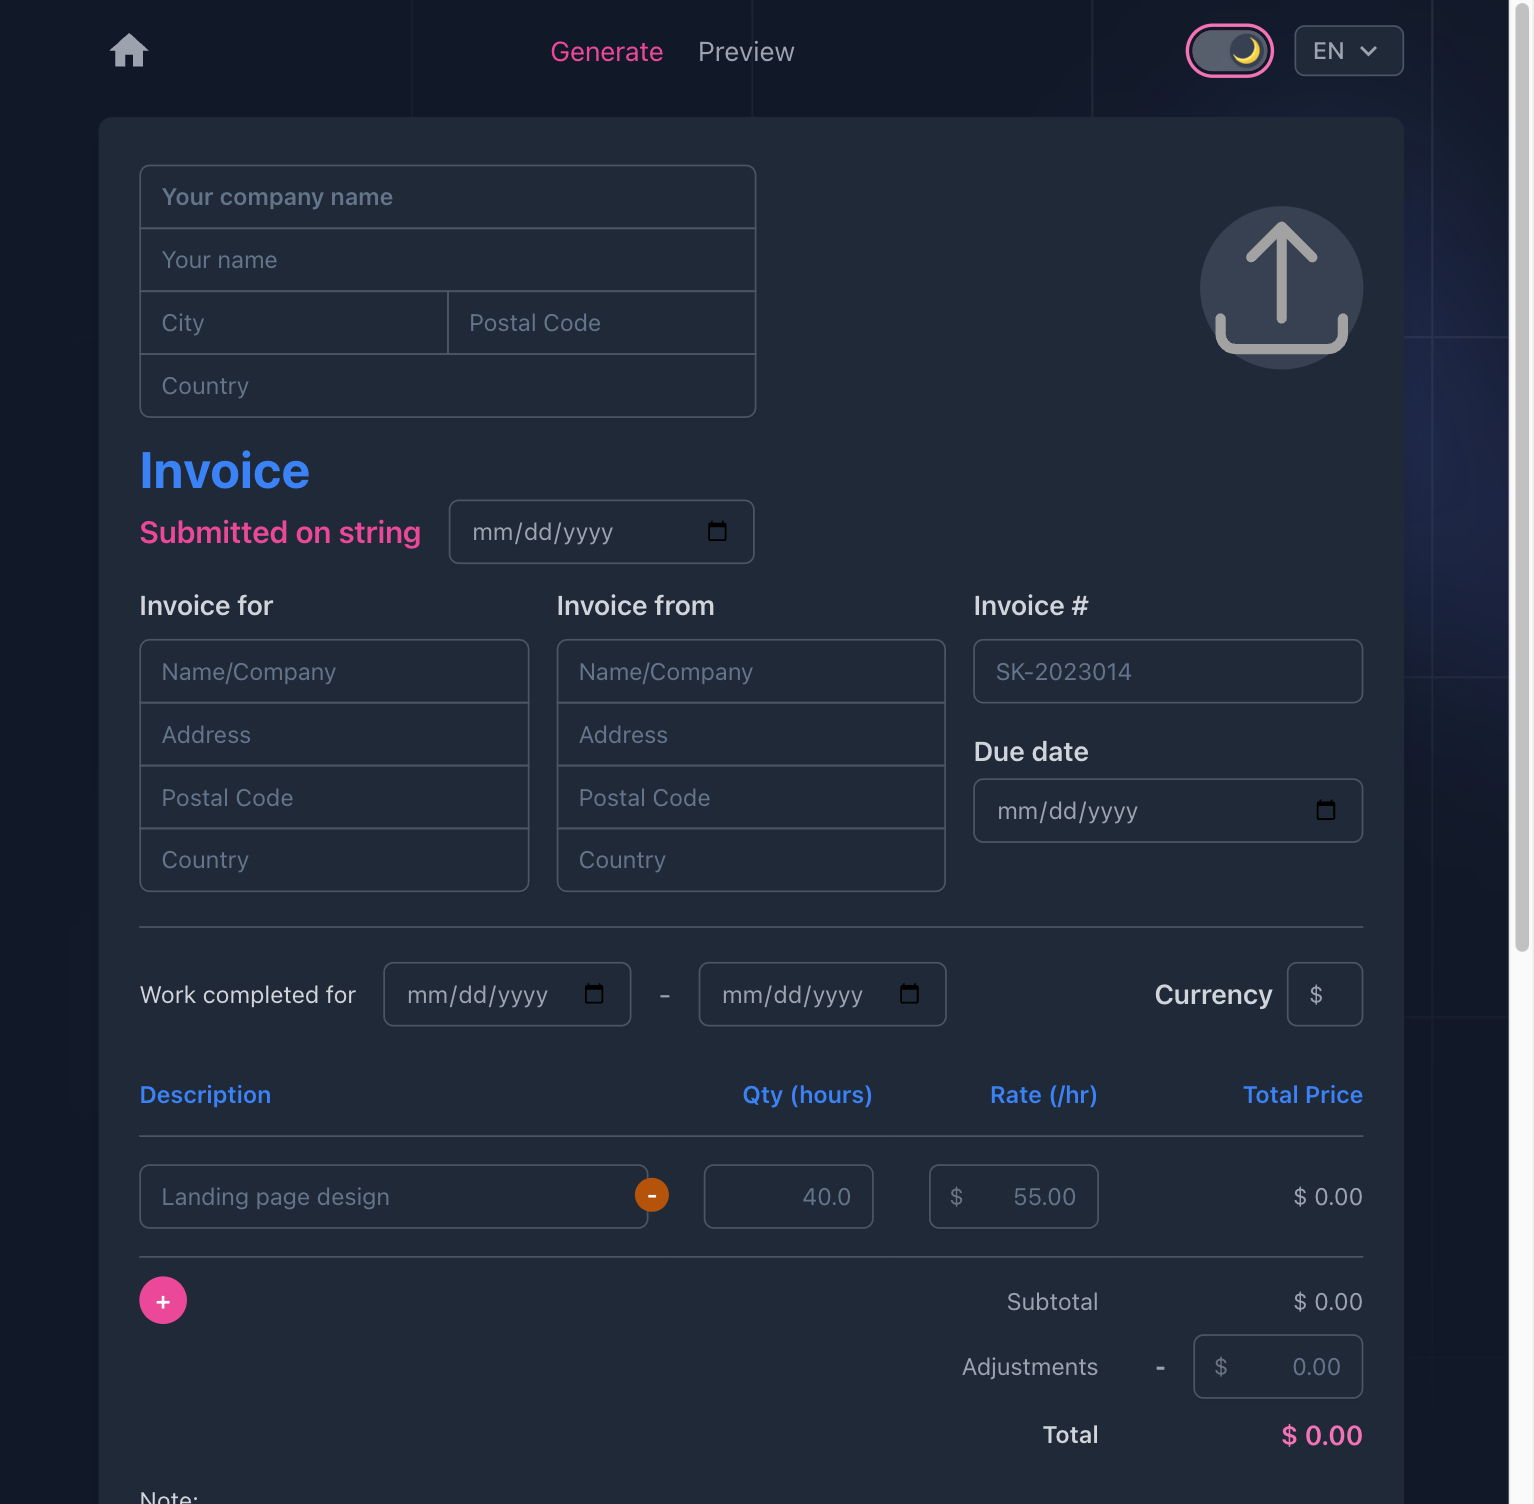 Generate Preview EN
Your company name
Your name
City Postal Code
Country
Invoice
Submitted on string mm/dd/yyyy
Invoice for Invoice from Invoice #
Name/Company Name/Company SK-2023014
Address Address
Due date
Postal Code Postal Code mm/dd/yyyy
Country Country
Work completed for mm/dd/yyyy - mm/dd/yyyy Currency $
Description Qty (hours) Rate (/hr) Total Price
Landing page design - 40.0 $ 55.00 $ 0.00
+ Subtotal $ 0.00
Adjustments - $ 0.00
Total $ 0.00
Note: